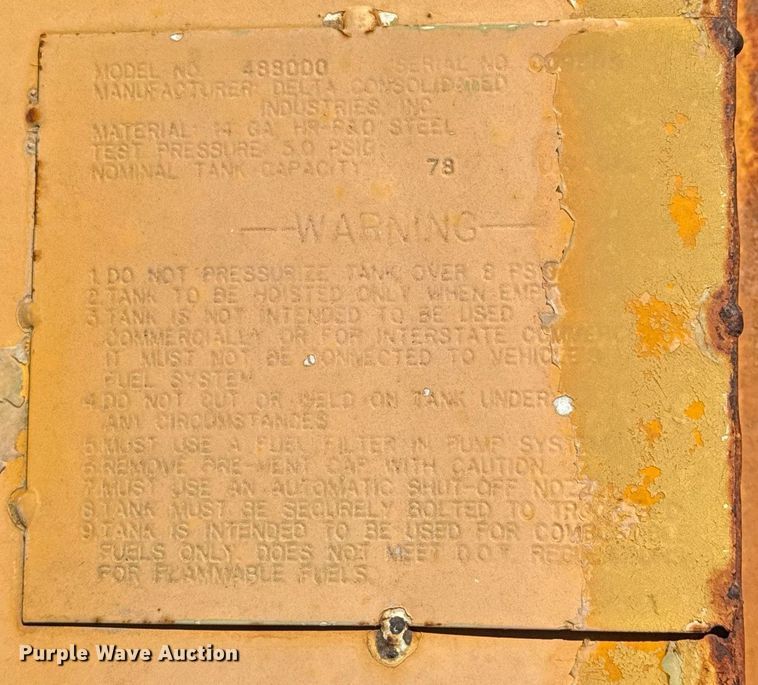 MODEL NO. 488000 SERIAL NO.
MANUFACTURER: DELTA CONSOLIDATED
INDUSTRIES, INC.
MATERIAL: 14 GA. HR-P&O STEEL
TEST PRESSURE 5.0 PSIG
NOMINAL TANK CAPACITY 78
WARNING
1. DO NOT PRESSURIZE TANK OVER 8 PSIG
2. TANK TO BE HOISTED ONLY WHEN
3. TANK IS NOT INTENDED TO BE USED
COMMERCIALLY OR FOR INTERSTATE
IT MUST NOT BE CONNECTED TO
FUEL SYSTEM
4. DO NOT CUT OR WELD ON TANK UNDER
ANY CIRCUMSTANCES
5. MUST USE A FUEL FILTER IN PUMP
6. REMOVE CAP WITH CAUTION
7. MUST USE AN AUTOMATIC SHUT-OFF
8. TANK MUST BE SECURELY BOLTED TO
9. TANK IS INTENDED TO BE USED FOR
FUELS ONLY. DOES NOT MEET D.O.T.
FOR FLAMMABLE FUELS.
Purple Wave Auction